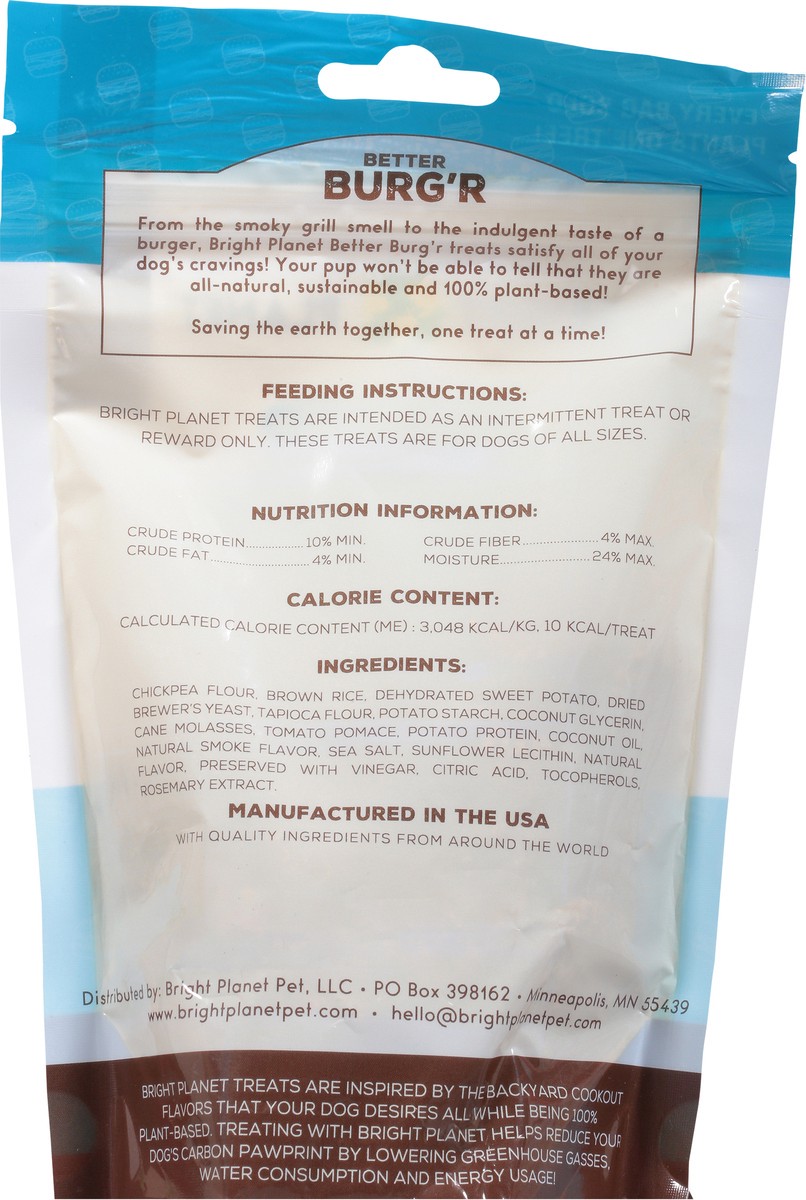 BETTER
BURG'R
From the smoky grill smell to the indulgent taste of a
burger, Bright Planet Better Burg'r treats satisfy all of your
dog's cravings! Your pup won't be able to tell that they are
all-natural, sustainable and 100% plant-based!
Saving the earth together, one treat at a time!
FEEDING INSTRUCTIONS:
BRIGHT PLANET TREATS ARE INTENDED AS AN INTERMITTENT TREAT OR
REWARD ONLY. THESE TREATS ARE FOR DOGS OF ALL SIZES.
NUTRITION INFORMATION:
CRUDE PROTEIN..................10% MIN.
CRUDE FAT...............................4% MIN.
CRUDE FIBER.......................4% MAX.
MOISTURE...........................24% MAX.
CALORIE CONTENT:
CALCULATED CALORIE CONTENT (ME) : 3,048 KCAL/KG, 10 KCAL/TREAT
INGREDIENTS:
CHICKPEA FLOUR, BROWN RICE, DEHYDRATED SWEET POTATO, DRIED
BREWER'S YEAST, TAPIOCA FLOUR, POTATO STARCH, COCONUT GLYCERIN,
CANE MOLASSES, TOMATO POMACE, POTATO PROTEIN, COCONUT OIL,
NATURAL SMOKE FLAVOR, SEA SALT, SUNFLOWER LECITHIN, NATURAL
FLAVOR, PRESERVED WITH VINEGAR, CITRIC ACID, TOCOPHEROLS,
ROSEMARY EXTRACT.
MANUFACTURED IN THE USA
WITH QUALITY INGREDIENTS FROM AROUND THE WORLD
Distributed by: Bright Planet Pet, LLC • PO Box 398162 • Minneapolis, MN 55439
www.brightplanetpet.com • hello@brightplanetpet.com
BRIGHT PLANET TREATS ARE INSPIRED BY THE BACKYARD COOKOUT
FLAVORS THAT YOUR DOG DESIRES ALL WHILE BEING 100%
PLANT-BASED. TREATING WITH BRIGHT PLANET HELPS REDUCE YOUR
DOG'S CARBON PAWPRINT BY LOWERING GREENHOUSE GASSES,
WATER CONSUMPTION AND ENERGY USAGE!